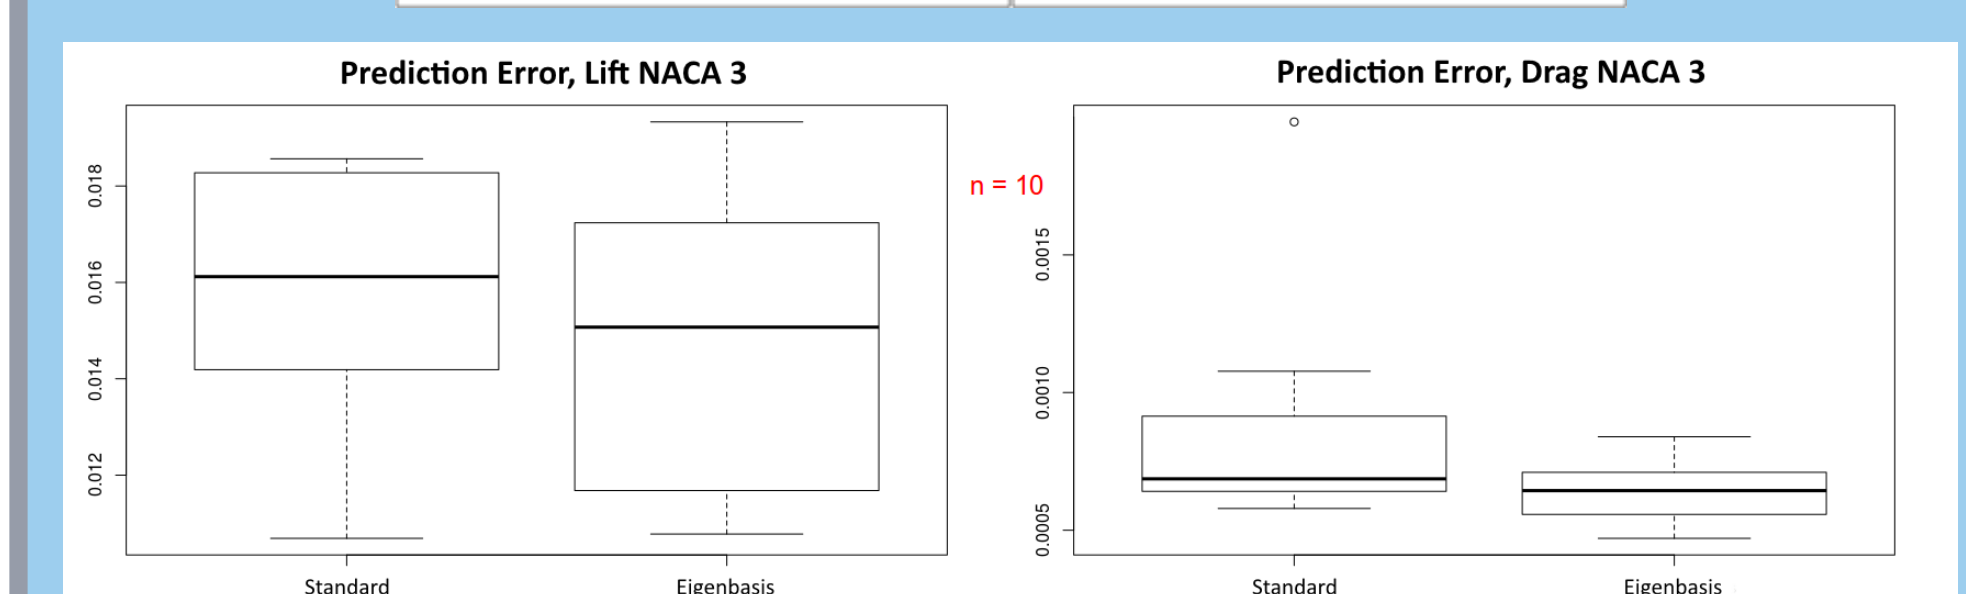 Prediction Error, Lift NACA 3
0.018
0.016
0.014
0.012
Standard
Eigenbasis
n = 10
Prediction Error, Drag NACA 3
0.0015
0.0010
0.0005
Standard
Eigenbasis